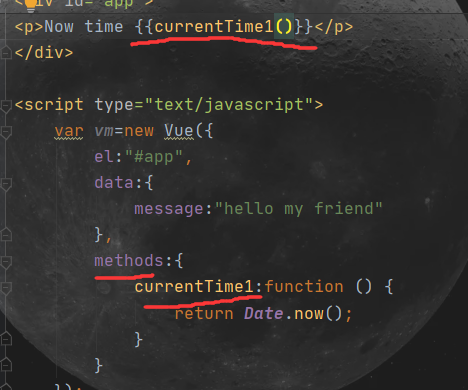 <div id="app">
<p>Now time {{currentTime1()}}</p>
</div>
<script type="text/javascript">
var vm=new Vue({
el:"#app",
data:{
message:"hello my friend"
},
methods:{
currentTime1:function () {
return Date.now();
}
}
});